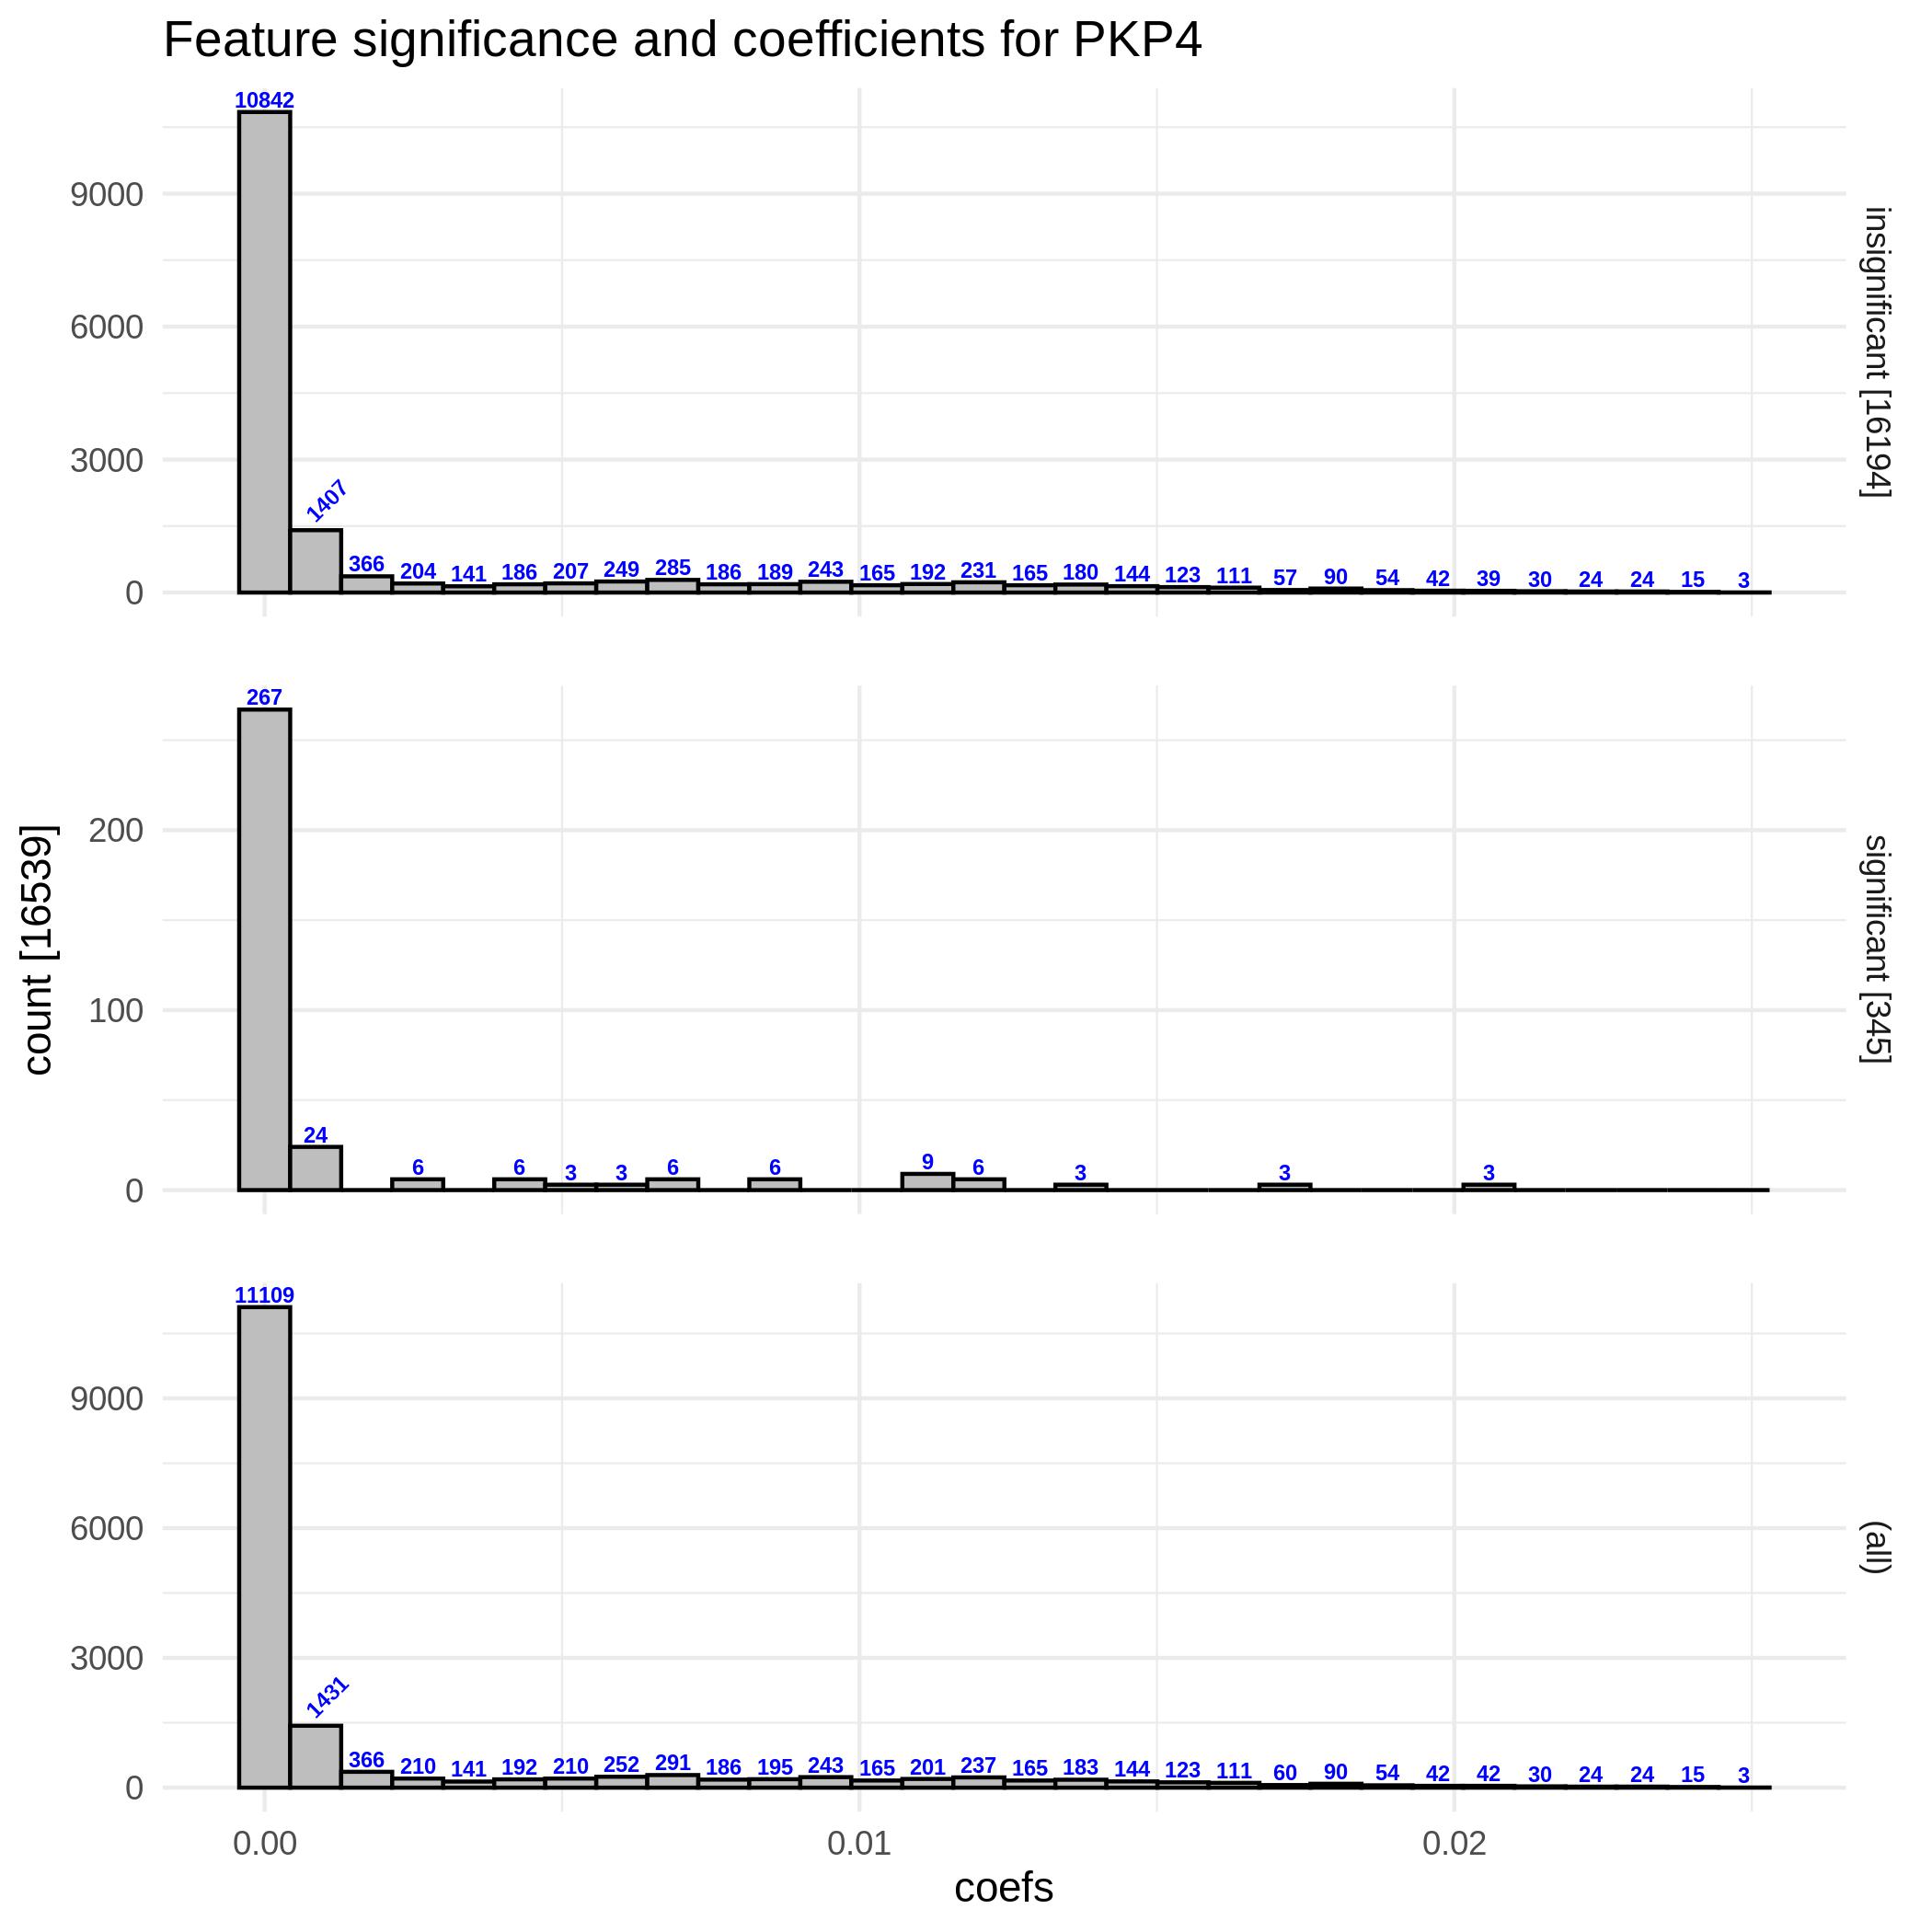 Feature significance and coefficients for PKP4
count [16539]
10842
9000
6000
3000
0
1407
366 204 141 186 207 249 285 186 189 243 165 192 231 165 180 144 123 111 57 90 54 42 39 30 24 24 15 3
insignificant [16194]
267
200
100
0
24
6 6 3 3 6 6 9 6 3 3 3
significant [345]
11109
9000
6000
3000
0
1431
366 210 141 192 210 252 291 186 195 243 165 201 237 165 183 144 123 111 60 90 54 42 42 30 24 24 15 3
(all)
0.00 0.01 0.02
coefs